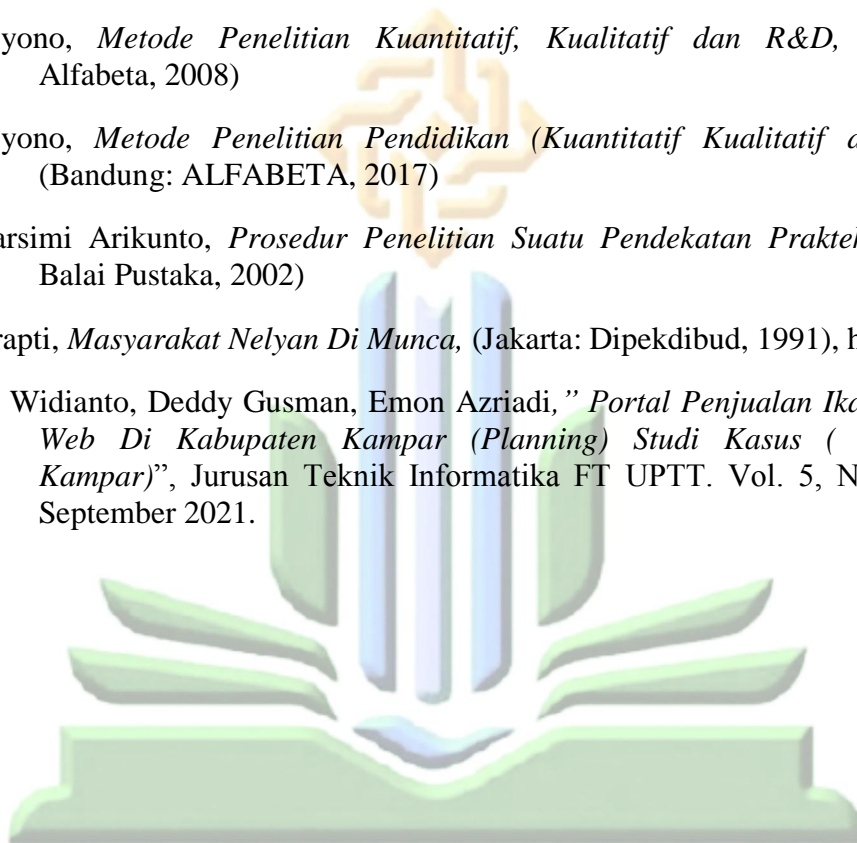 yono, Metode Penelitian Kuantitatif, Kualitatif dan R&D,
Alfabeta, 2008)
yono, Metode Penelitian Pendidikan (Kuantitatif Kualitatif
(Bandung: ALFABETA, 2017)
arsimi Arikunto, Prosedur Penelitian Suatu Pendekatan Praktek
Balai Pustaka, 2002)
rapti, Masyarakat Nelyan Di Munca, (Jakarta: Dipekdibud, 1991),
Widianto, Deddy Gusman, Emon Azriadi,” Portal Penjualan
Web Di Kabupaten Kampar (Planning) Studi Kasus (
Kampar)”, Jurusan Teknik Informatika FT UPTT. Vol. 5,
September 2021.